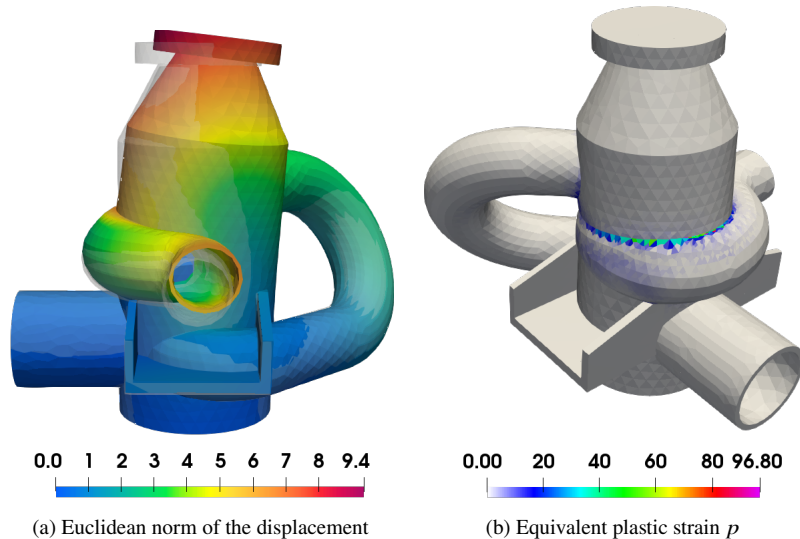 0.0 1 2 3 4 5 6 7 8 9.4
0.00 20 40 60 80 96.80
(a) Euclidean norm of the displacement
(b) Equivalent plastic strain p